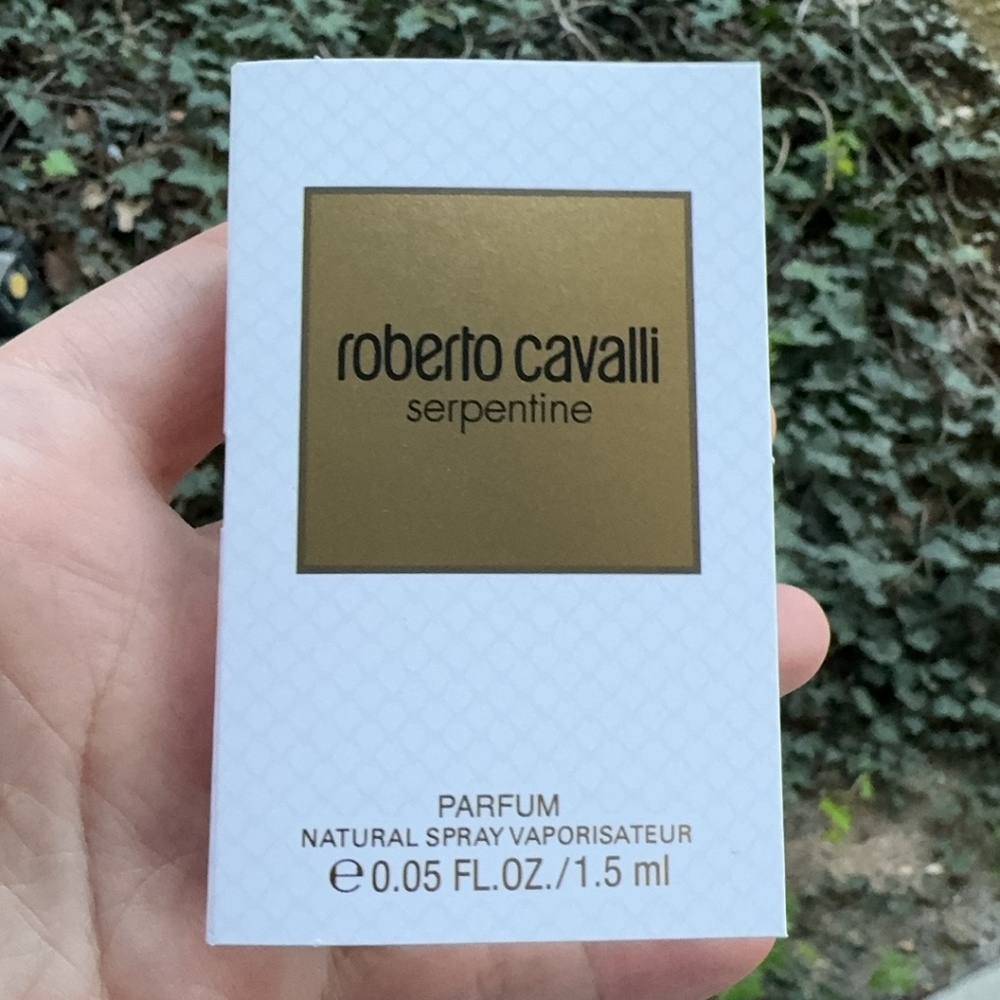 roberto cavalli
serpentine
PARFUM
NATURAL SPRAY VAPORISATEUR
℮ 0.05 FL.OZ./1.5 ml